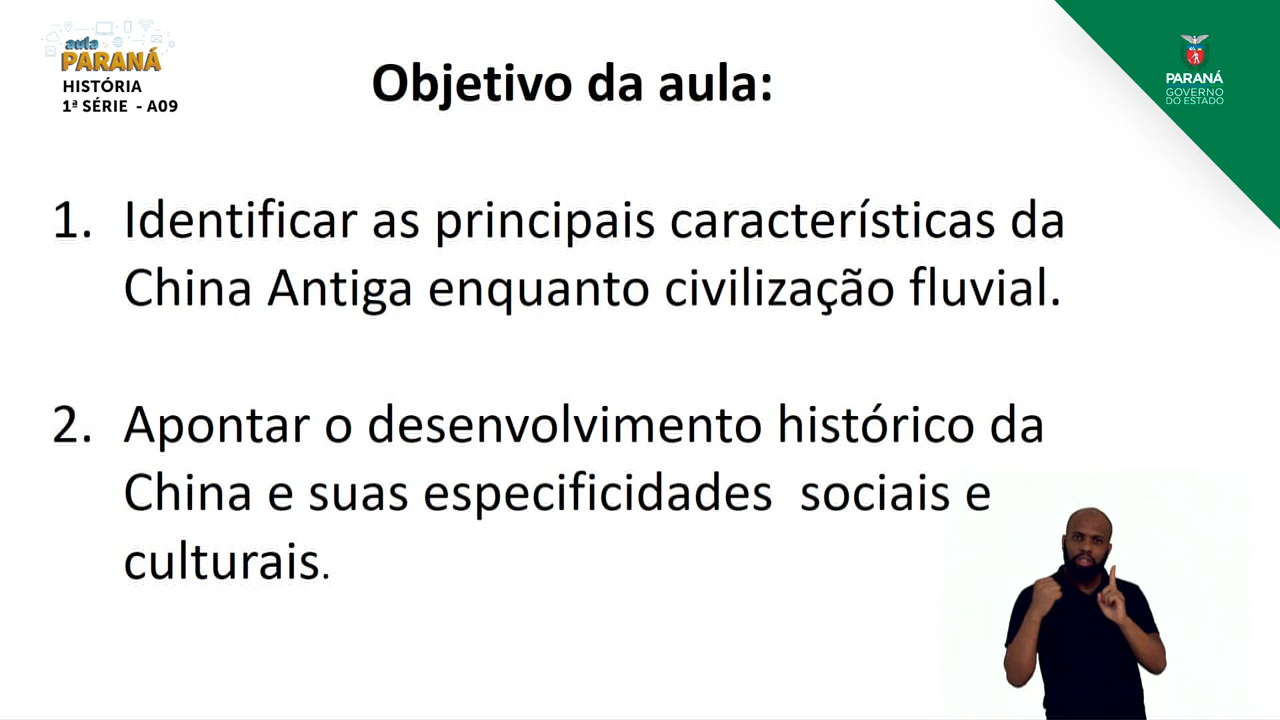 aula
PARANÁ
HISTÓRIA
1ª SÉRIE - A09
Objetivo da aula:
PARANÁ
GOVERNO
DO ESTADO
1. Identificar as principais características da
China Antiga enquanto civilização fluvial.
2. Apontar o desenvolvimento histórico da
China e suas especificidades sociais e
culturais.